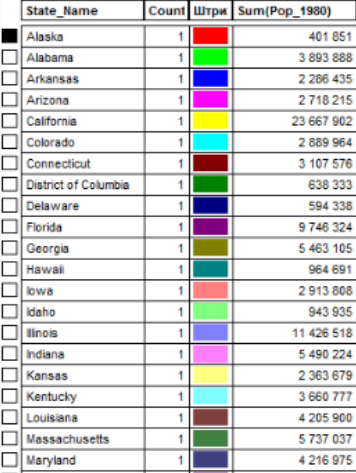 State_Name Count Штри Sum(Pop_1980)
Alaska 1 401 851
Alabama 1 3 893 888
Arkansas 1 2 286 435
Arizona 1 2 718 215
California 1 23 667 902
Colorado 1 2 889 964
Connecticut 1 3 107 576
District of Columbia 1 638 333
Delaware 1 594 338
Florida 1 9 746 324
Georgia 1 5 463 105
Hawaii 1 964 691
Iowa 1 2 913 808
Idaho 1 943 935
Illinois 1 11 426 518
Indiana 1 5 490 224
Kansas 1 2 363 679
Kentucky 1 3 660 777
Louisiana 1 4 205 900
Massachusetts 1 5 737 037
Maryland 1 4 216 975